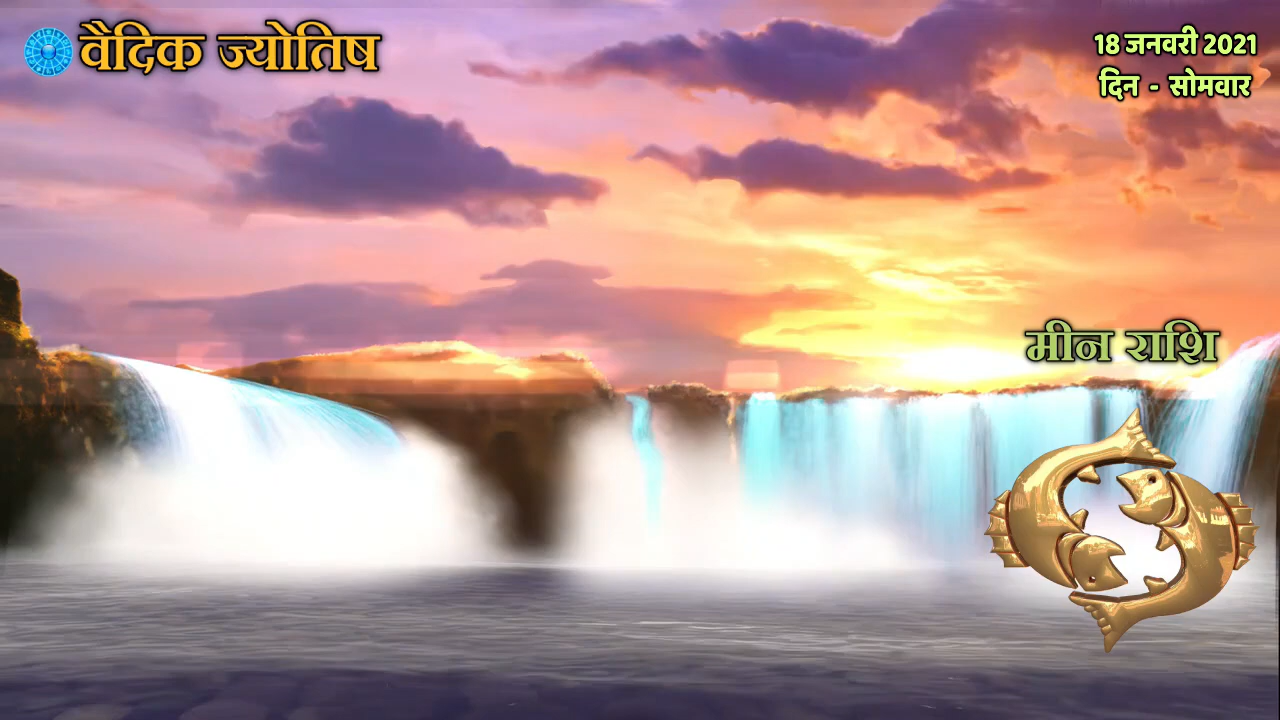 वैदिक ज्योतिष
18 जनवरी 2021
दिन - सोमवार
मीन राशि